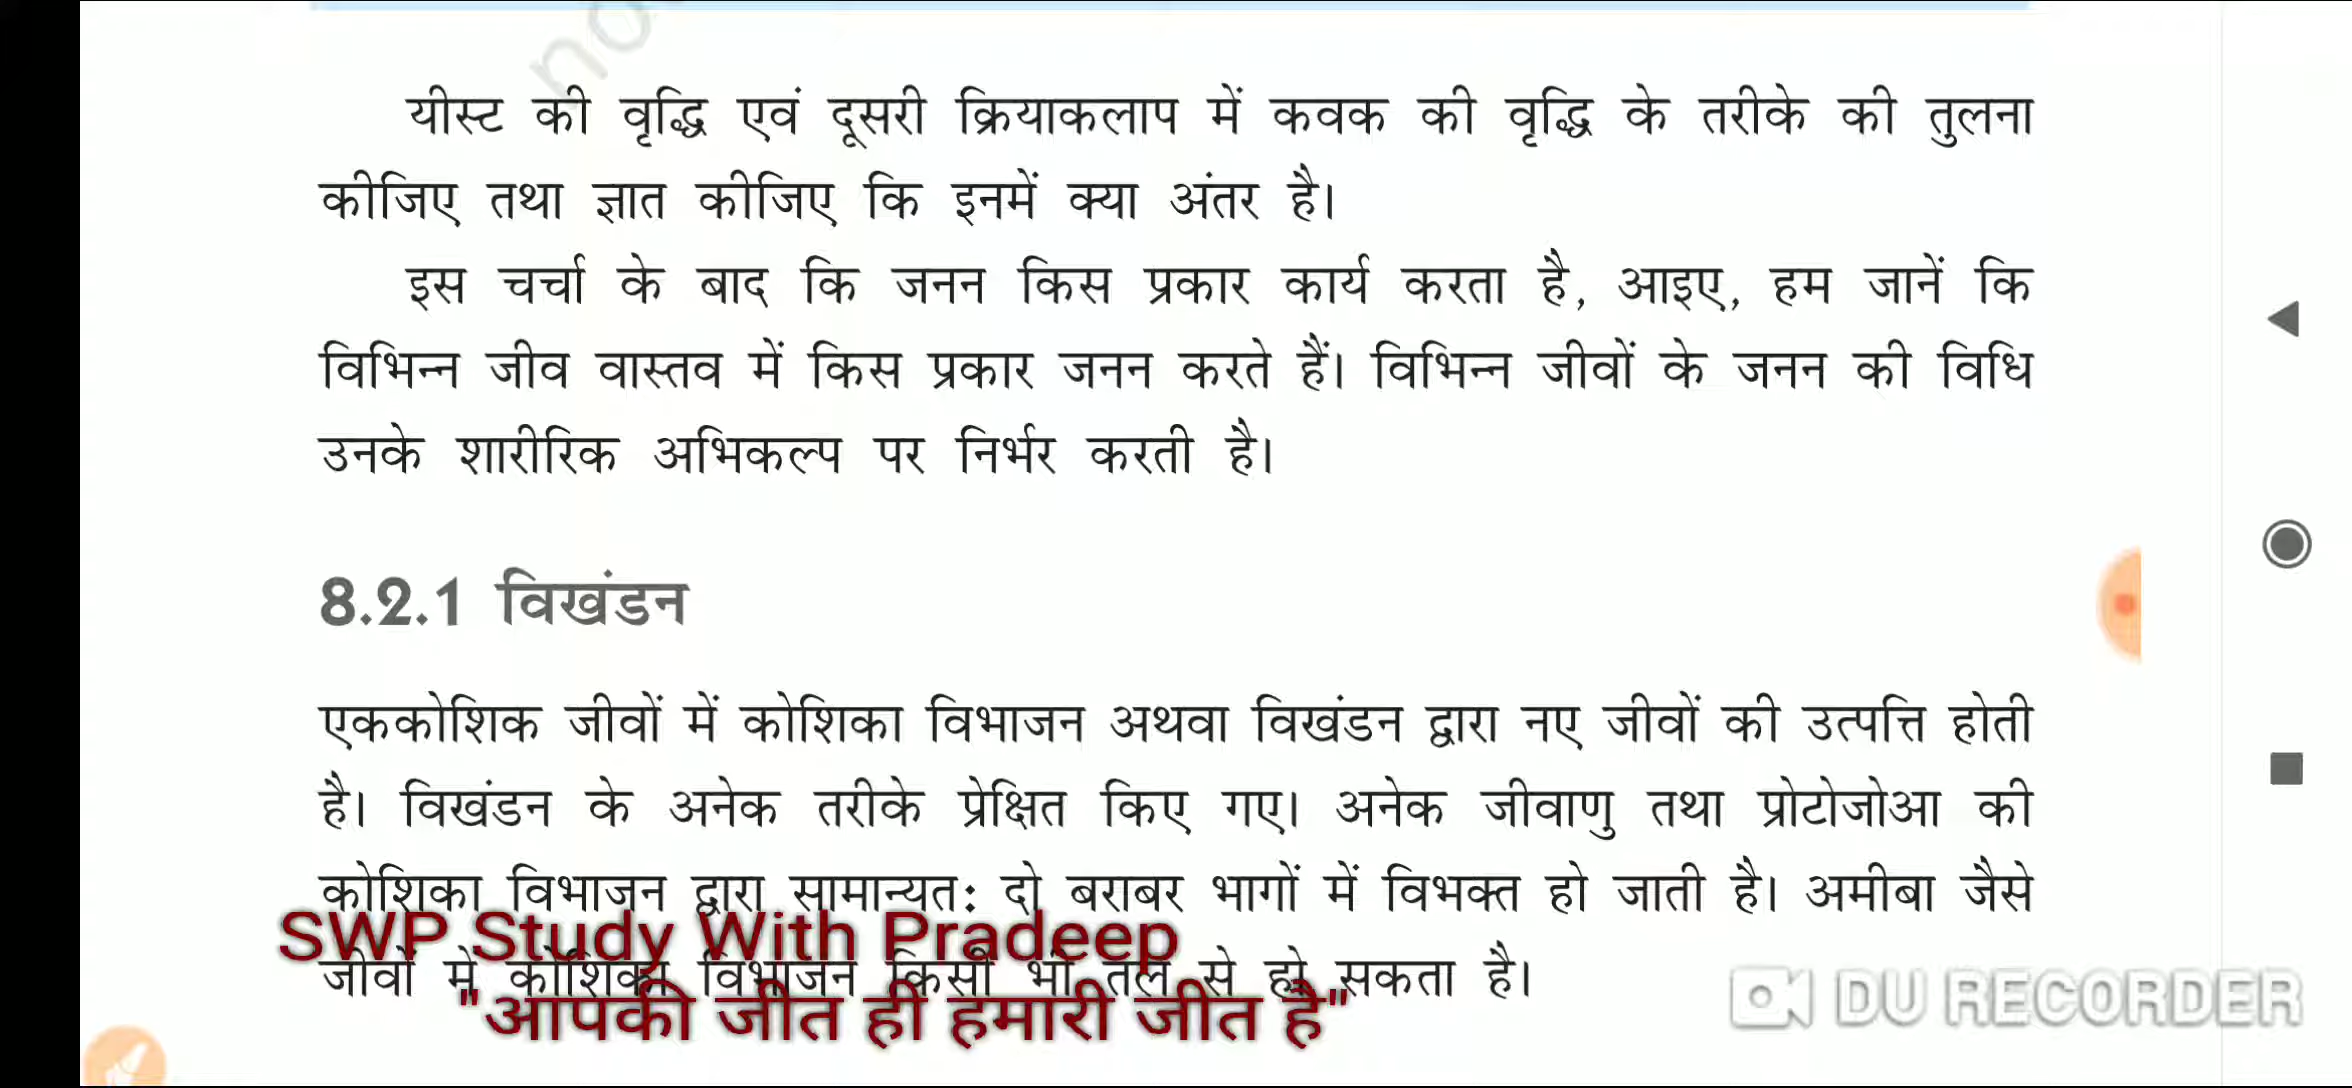 no
यीस्ट की वृद्धि एवं दूसरी क्रियाकलाप में कवक की वृद्धि के तरीके की तुलना
कीजिए तथा ज्ञात कीजिए कि इनमें क्या अंतर है।
इस चर्चा के बाद कि जनन किस प्रकार कार्य करता है, आइए, हम जानें कि
विभिन्न जीव वास्तव में किस प्रकार जनन करते हैं। विभिन्न जीवों के जनन की विधि
उनके शारीरिक अभिकल्प पर निर्भर करती है।
8.2.1 विखंडन
एककोशिक जीवों में कोशिका विभाजन अथवा विखंडन द्वारा नए जीवों की उत्पत्ति होती
है। विखंडन के अनेक तरीके प्रेक्षित किए गए। अनेक जीवाणु तथा प्रोटोजोआ की
कोशिका विभाजन द्वारा सामान्यतः दो बराबर भागों में विभक्त हो जाती है। अमीबा जैसे
SWP Study With Pradeep
जीवों में कोशिका विभाजन किसी भी तल से हो सकता है।
"आपकी जीत ही हमारी जीत है"
DU RECORDER